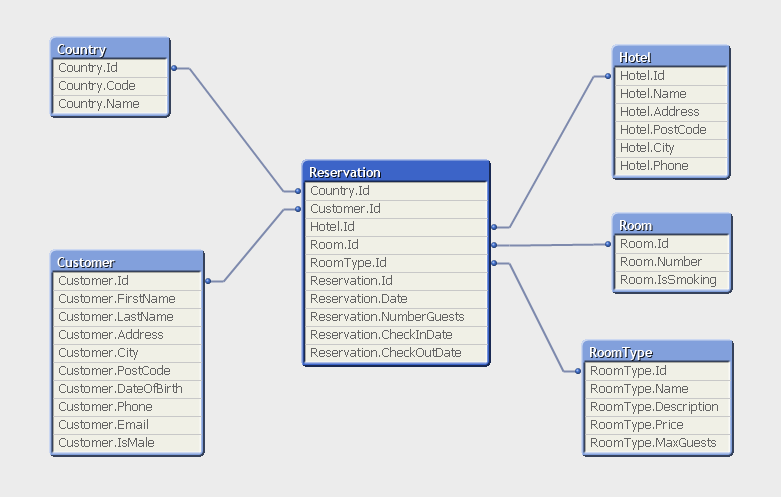 Country
Country.Id
Country.Code
Country.Name
Customer
Customer.Id
Customer.FirstName
Customer.LastName
Customer.Address
Customer.City
Customer.PostCode
Customer.DateOfBirth
Customer.Phone
Customer.Email
Customer.IsMale
Reservation
Country.Id
Customer.Id
Hotel.Id
Room.Id
RoomType.Id
Reservation.Id
Reservation.Date
Reservation.NumberGuests
Reservation.CheckInDate
Reservation.CheckOutDate
Hotel
Hotel.Id
Hotel.Name
Hotel.Address
Hotel.PostCode
Hotel.City
Hotel.Phone
Room
Room.Id
Room.Number
Room.IsSmoking
RoomType
RoomType.Id
RoomType.Name
RoomType.Description
RoomType.Price
RoomType.MaxGuests